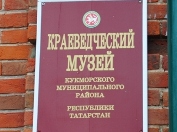 КРАЕВЕДЧЕСКИЙ
МУЗЕЙ
КУКМОРСКОГО
МУНИЦИПАЛЬНОГО
РАЙОНА
РЕСПУБЛИКИ
ТАТАРСТАН